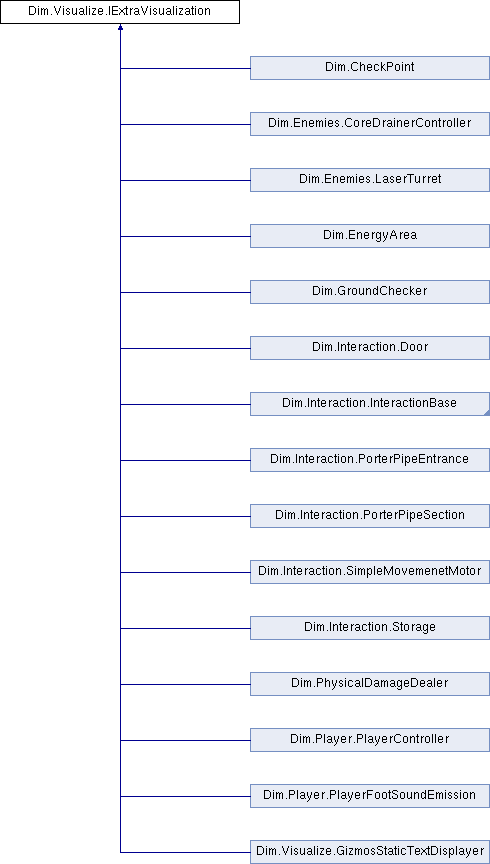 Dim.Visualize.IExtraVisualization
Dim.CheckPoint
Dim.Enemies.CoreDrainerController
Dim.Enemies.LaserTurret
Dim.EnergyArea
Dim.GroundChecker
Dim.Interaction.Door
Dim.Interaction.InteractionBase
Dim.Interaction.PorterPipeEntrance
Dim.Interaction.PorterPipeSection
Dim.Interaction.SimpleMovemenetMotor
Dim.Interaction.Storage
Dim.PhysicalDamageDealer
Dim.Player.PlayerController
Dim.Player.PlayerFootSoundEmission
Dim.Visualize.GizmosStaticTextDisplayer